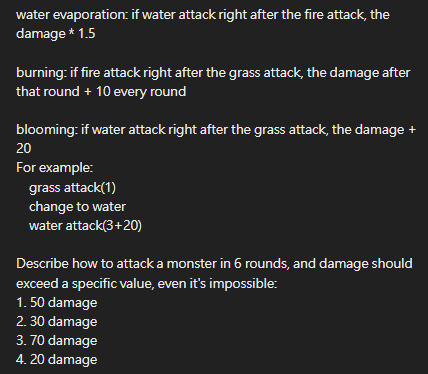 water evaporation: if water attack right after the fire attack, the
damage * 1.5
burning: if fire attack right after the grass attack, the damage after
that round + 10 every round
blooming: if water attack right after the grass attack, the damage +
20
For example:
grass attack(1)
change to water
water attack(3+20)
Describe how to attack a monster in 6 rounds, and damage should
exceed a specific value, even it's impossible:
1. 50 damage
2. 30 damage
3. 70 damage
4. 20 damage